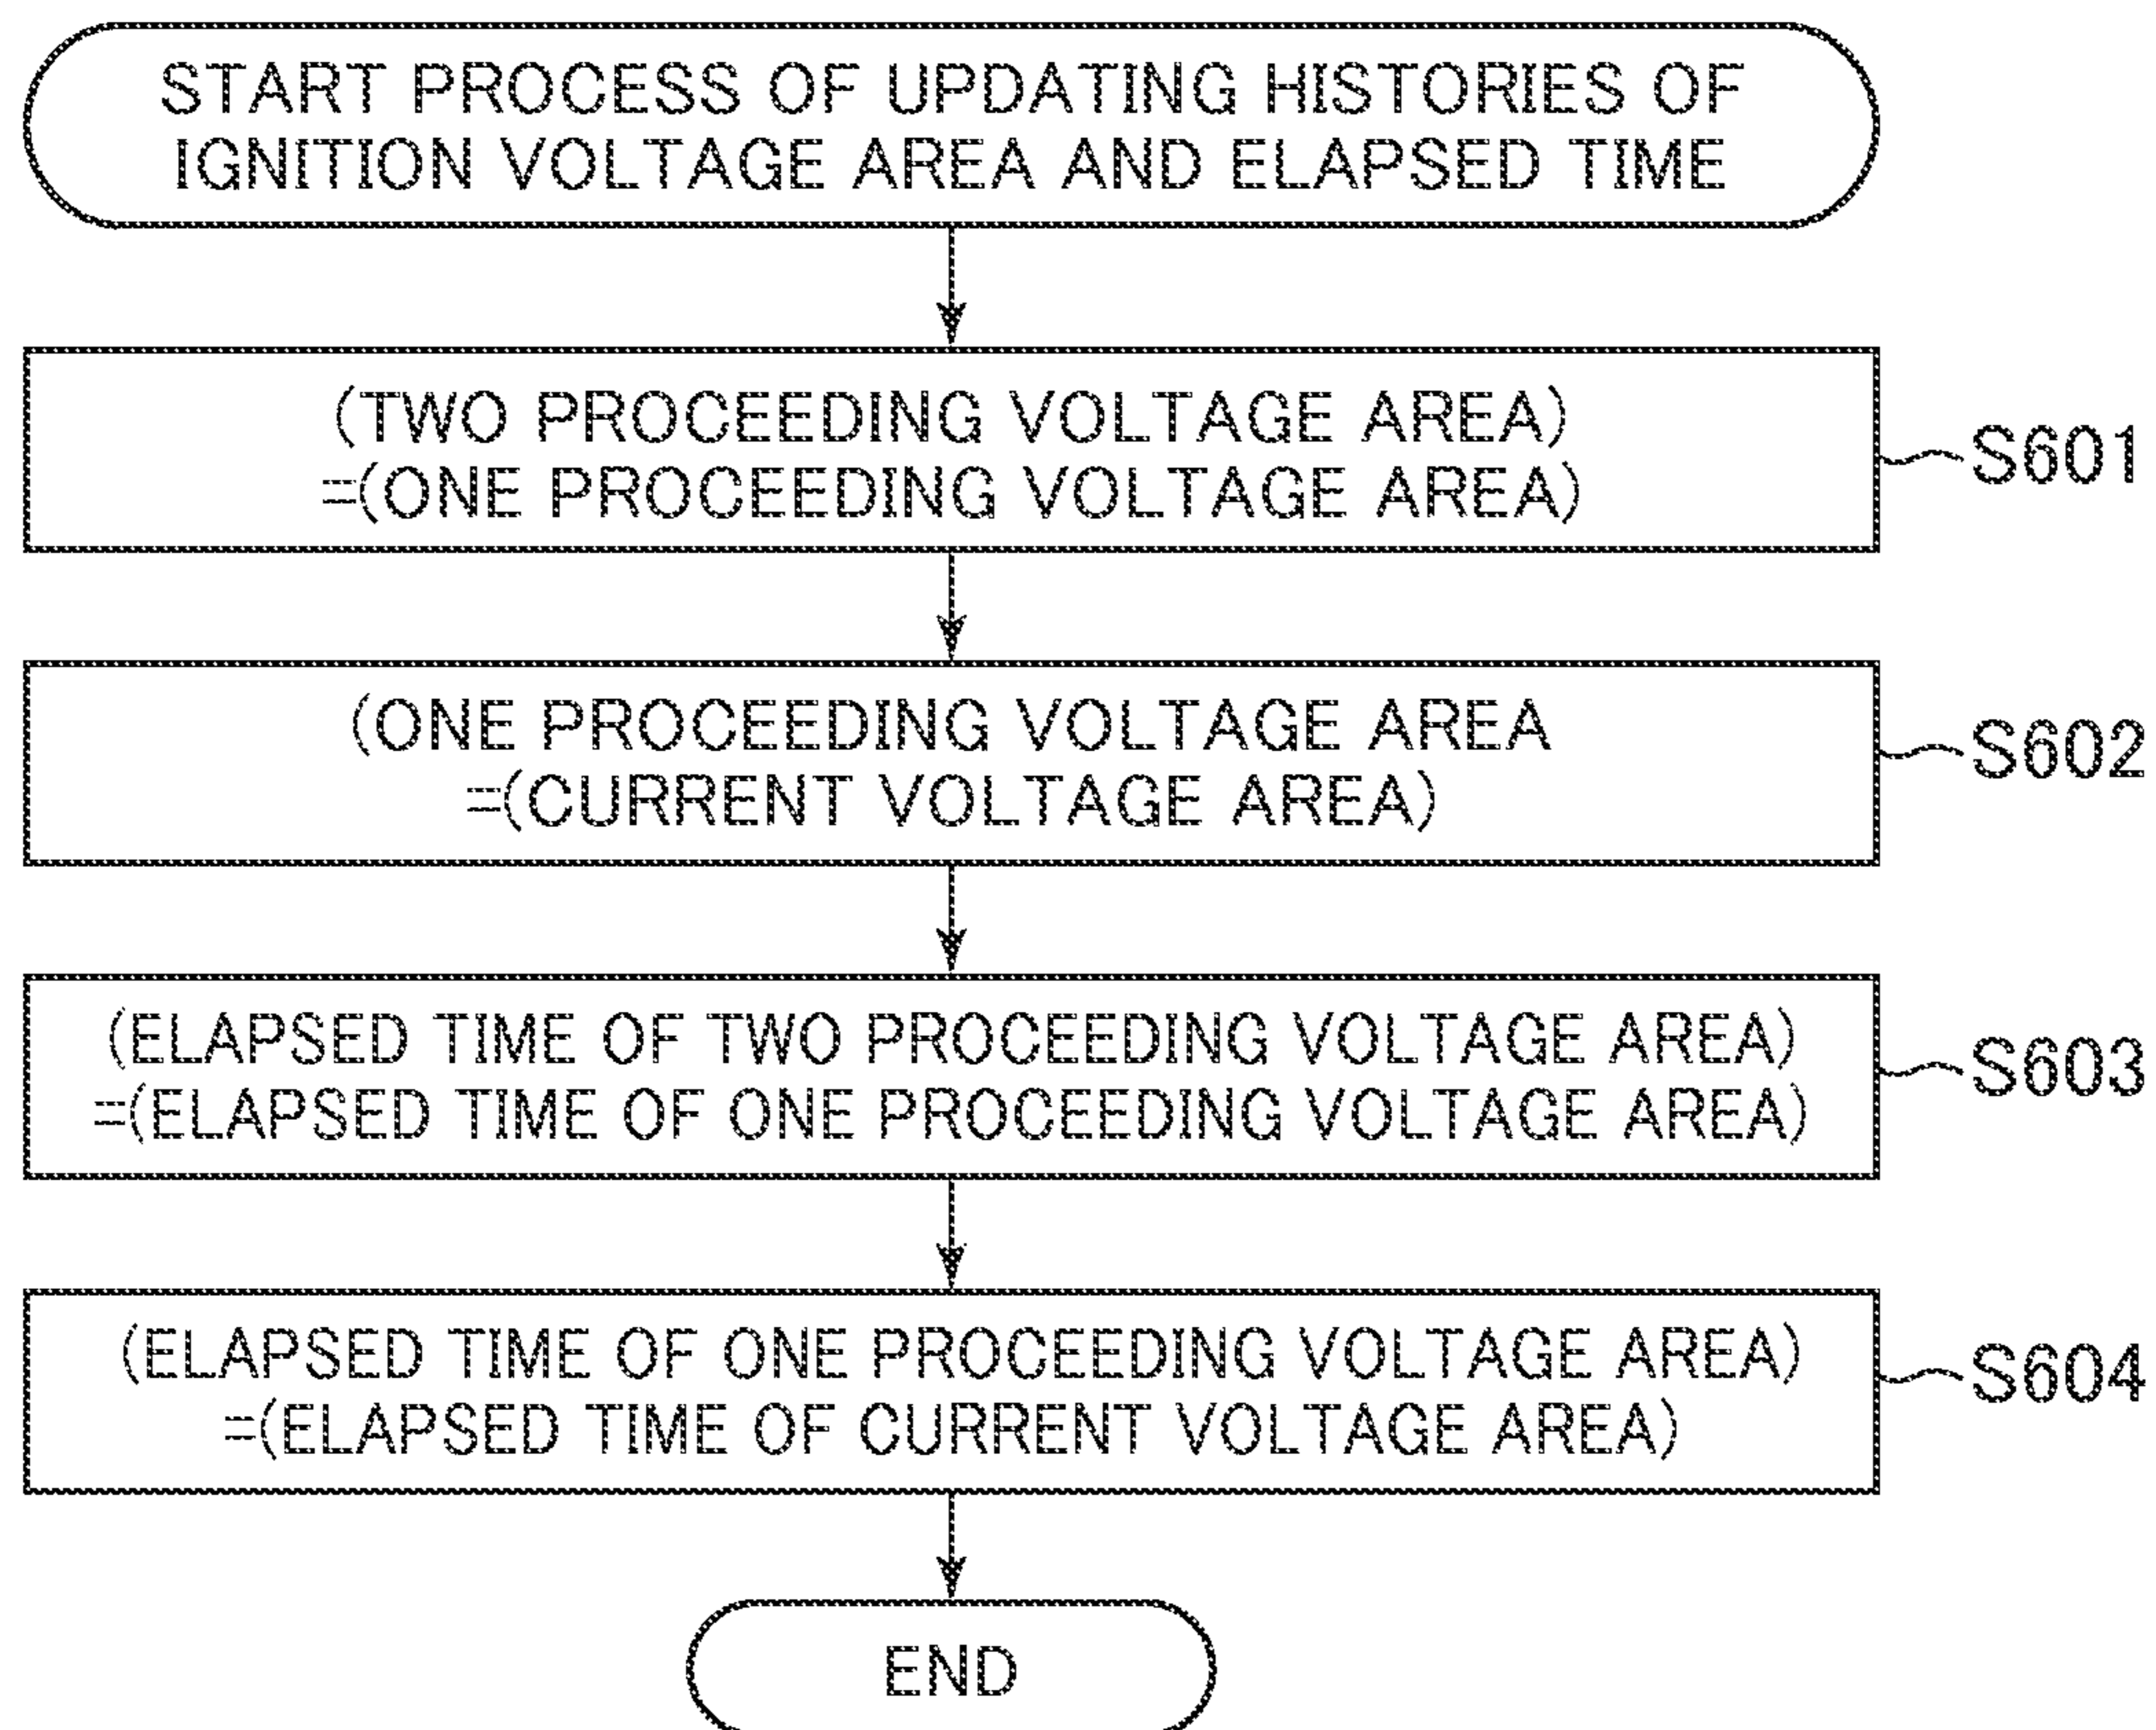 START PROCESS OF UPDATING HISTORIES OF
IGNITION VOLTAGE AREA AND ELAPSED TIME
(TWO PROCEEDING VOLTAGE AREA)
=(ONE PROCEEDING VOLTAGE AREA)
S601
(ONE PROCEEDING VOLTAGE AREA
=(CURRENT VOLTAGE AREA)
S602
(ELAPSED TIME OF TWO PROCEEDING VOLTAGE AREA)
=(ELAPSED TIME OF ONE PROCEEDING VOLTAGE AREA)
S603
(ELAPSED TIME OF ONE PROCEEDING VOLTAGE AREA)
=(ELAPSED TIME OF CURRENT VOLTAGE AREA)
S604
END